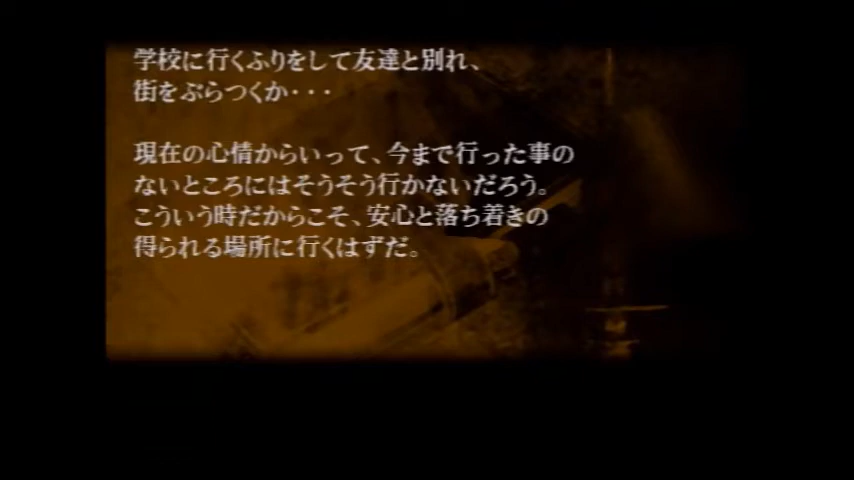 学校に行くふりをして友達と別れ、
街をぶらつくか・・・
現在の心情からいって、今まで行った事の
ないところにはそうそう行かないだろう。
こういう時だからこそ、安心と落ち着きの
得られる場所に行くはずだ。